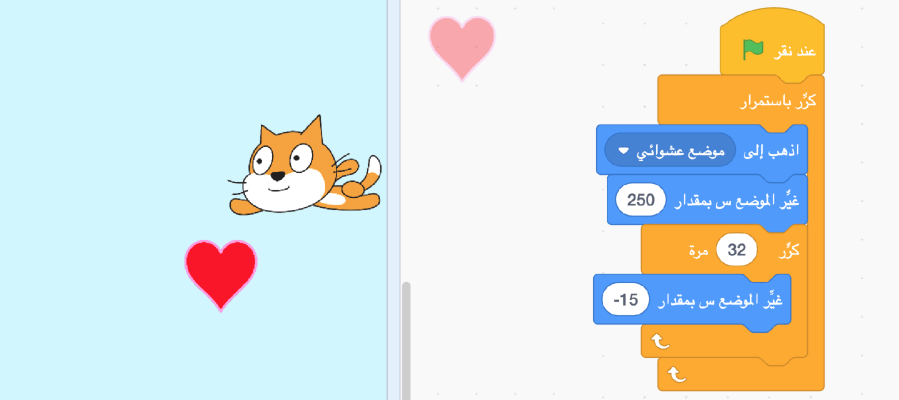 عند نقر
كرِّر باستمرار
اذهب إلى موضع عشوائي
غيِّر الموضع س بمقدار 250
كرِّر 32 مرة
غيِّر الموضع س بمقدار -15